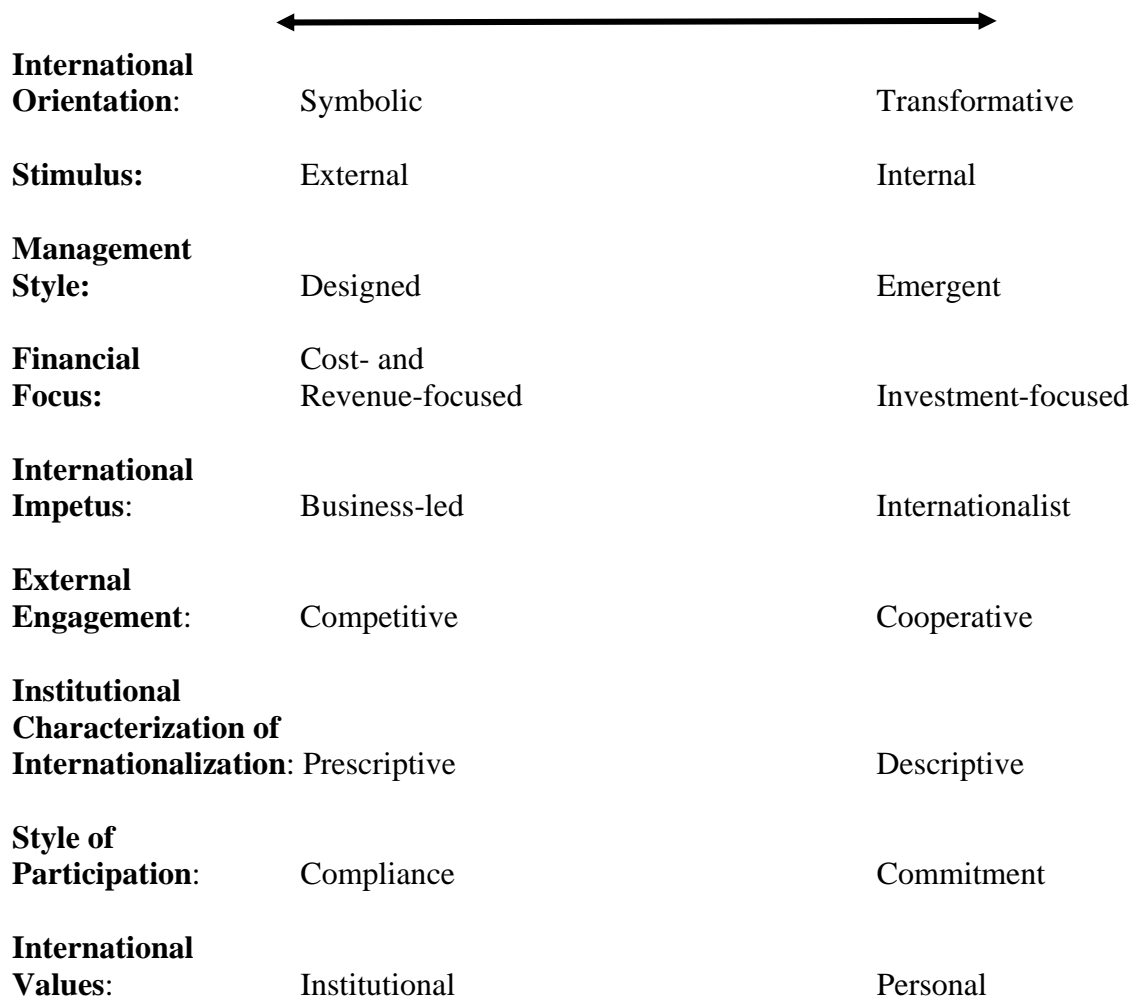 International
Orientation: Symbolic Transformative
Stimulus: External Internal
Management
Style: Designed Emergent
Financial Cost- and
Focus: Revenue-focused Investment-focused
International
Impetus: Business-led Internationalist
External
Engagement: Competitive Cooperative
Institutional
Characterization of
Internationalization: Prescriptive Descriptive
Style of
Participation: Compliance Commitment
International
Values: Institutional Personal